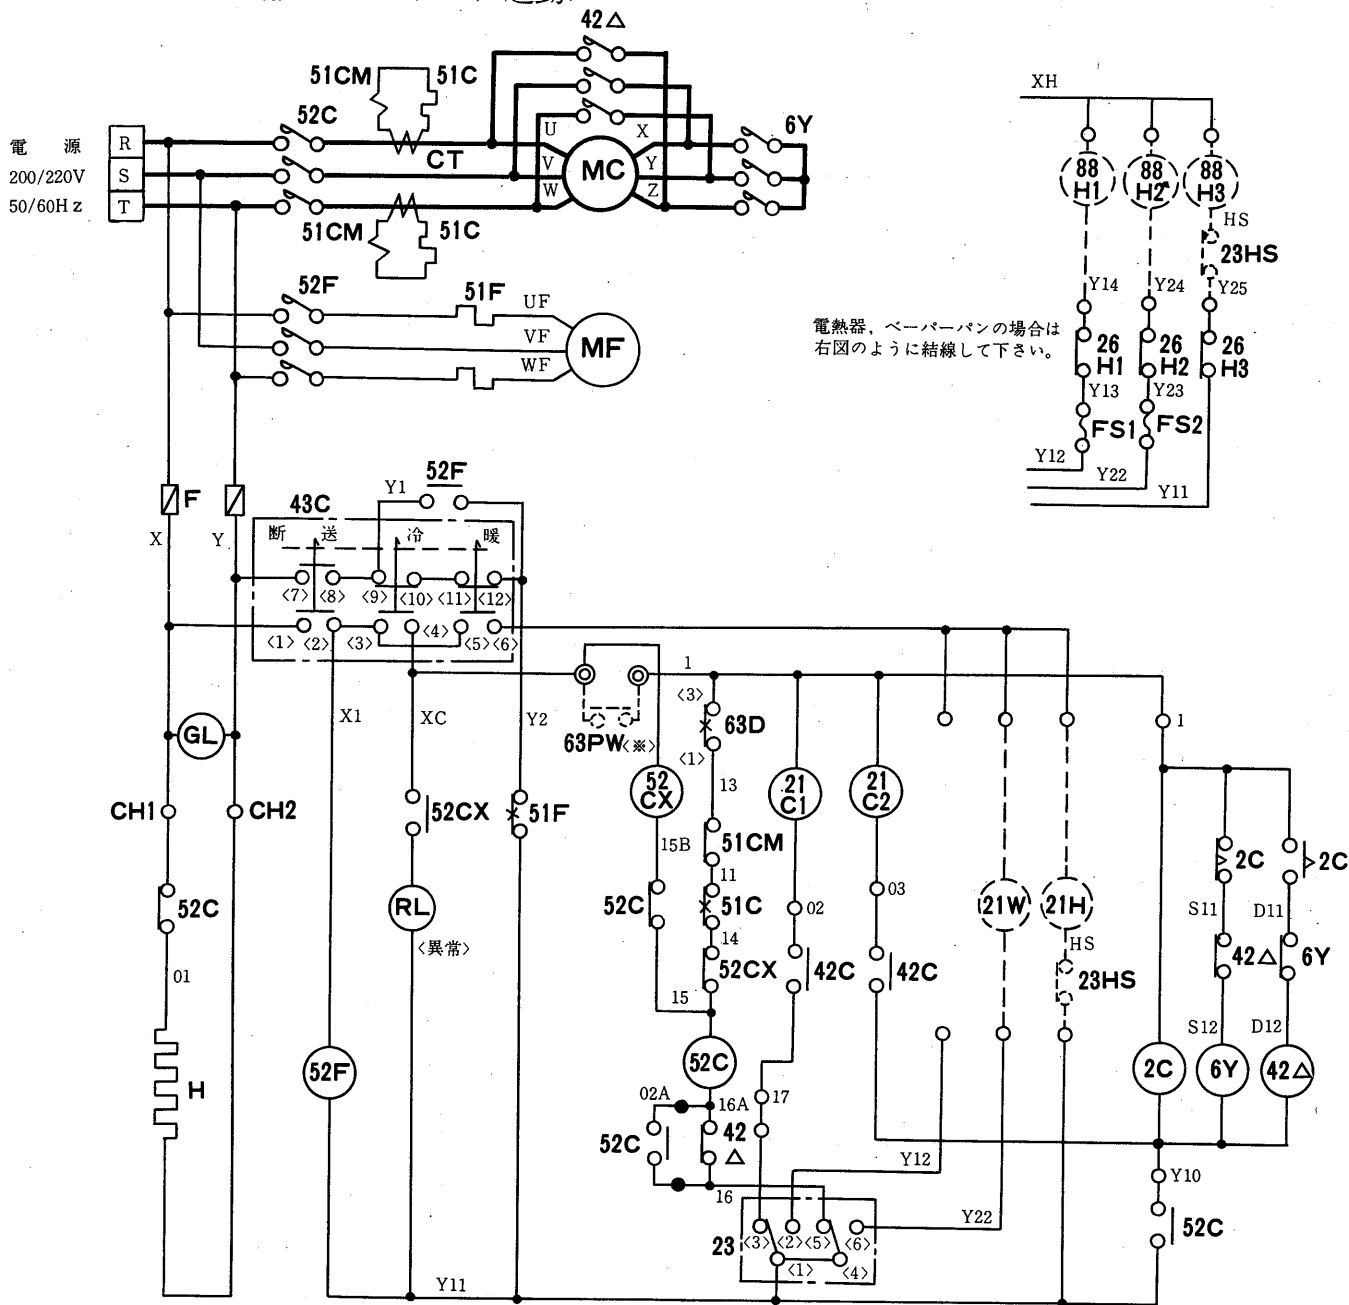 42△
51CM
51C
XH
52C
6Y
電源
R
U
X
CT
V
MC
Y
200/220V
S
W
Z
50/60Hz
T
88 H1
88 H2
88 H3
51CM
51C
HS
23HS
52F
51F
UF
Y14
Y24
Y25
VF
MF
電熱器，ペーパーパンの場合は
右図のように結線して下さい。
26 H1
26 H2
26 H3
WF
Y13
Y23
FS1
FS2
Y12
Y22
Y11
52F
Y1
F
43C
X
Y
断
送
冷
暖
〈7〉
〈8〉
〈9〉
〈10〉
〈11〉
〈12〉
〈1〉
〈2〉
〈3〉
〈4〉
〈5〉
〈6〉
1
〈3〉
X1
XC
Y2
63D
1
GL
63PW〈※〉
〈1〉
52CX
13
21C1
21C2
CH1
CH2
52CX
51F
15B
51CM
2C
2C
11
03
52C
RL
52C
51C
02
21W
21H
S11
D11
14
〈異常〉
HS
42△
6Y
52CX
42C
42C
23HS
01
15
S12
D12
52F
52C
2C
6Y
42△
H
02A
16A
17
52C
42△
Y12
Y10
16
23
〈3〉
〈2〉
〈5〉
〈6〉
Y22
52C
〈1〉
〈4〉
Y11